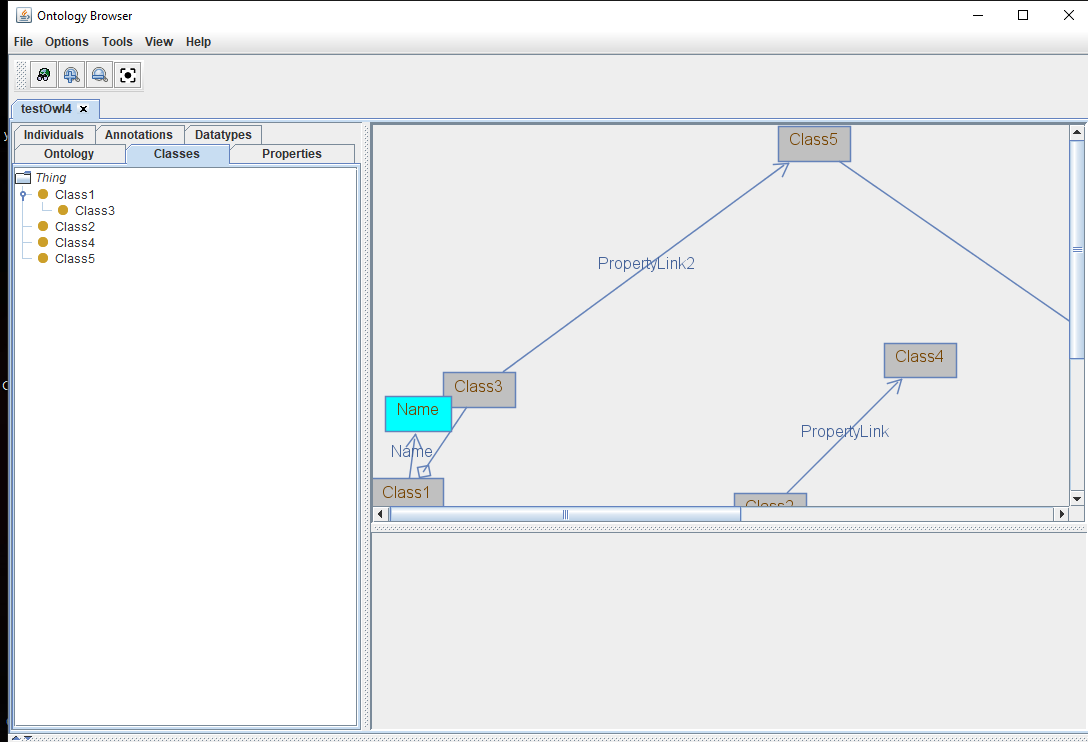 Ontology Browser
File Options Tools View Help
testOwl4
Individuals Annotations Datatypes
Ontology Classes Properties
Thing
Class1
Class3
Class2
Class4
Class5
Class5
PropertyLink2
Class4
Class3
Name
PropertyLink
Name
Class1